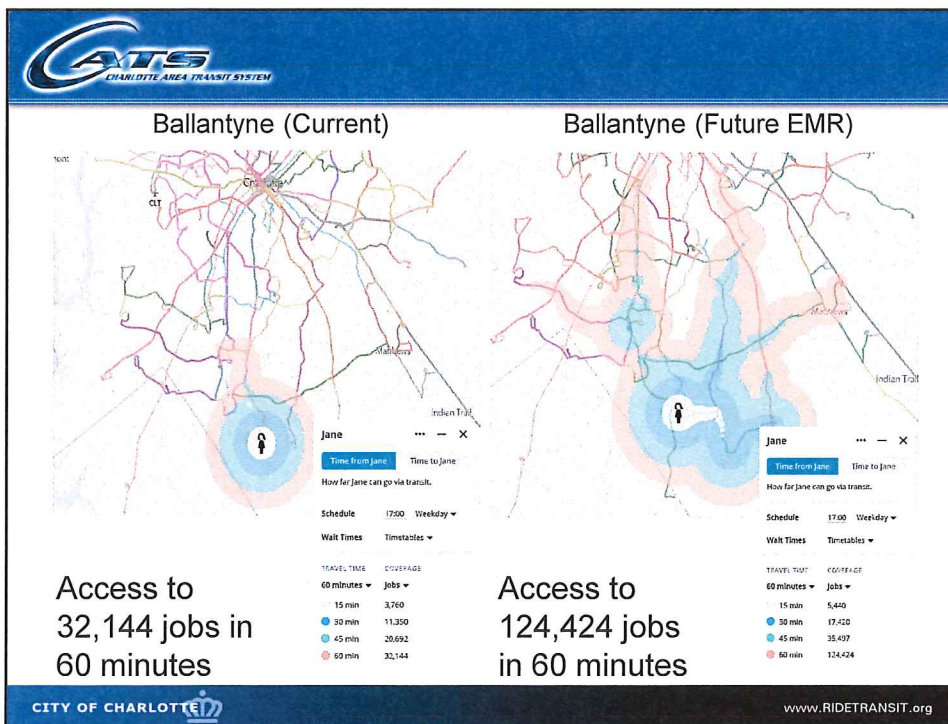 CATS
CHARLOTTE AREA TRANSIT SYSTEM
Ballantyne (Current)
Ballantyne (Future EMR)
Charlotte
CLT
Matthews
Indian Trail
Jane
Time from Jane Time to Jane
How far Jane can go via transit.
Schedule 17:00 Weekday
Wait Times Timetables
TRAVEL TIME COVERAGE
60 minutes Jobs
15 min 3,760
30 min 11,350
45 min 20,692
60 min 32,144
Access to
32,144 jobs in
60 minutes
Matthews
Indian Trail
Jane
Time from Jane Time to Jane
How far Jane can go via transit.
Schedule 17:00 Weekday
Wait Times Timetables
TRAVEL TIME COVERAGE
60 minutes Jobs
15 min 5,440
30 min 17,420
45 min 35,497
60 min 124,424
Access to
124,424 jobs
in 60 minutes
CITY OF CHARLOTTE
www.RIDETRANSIT.org